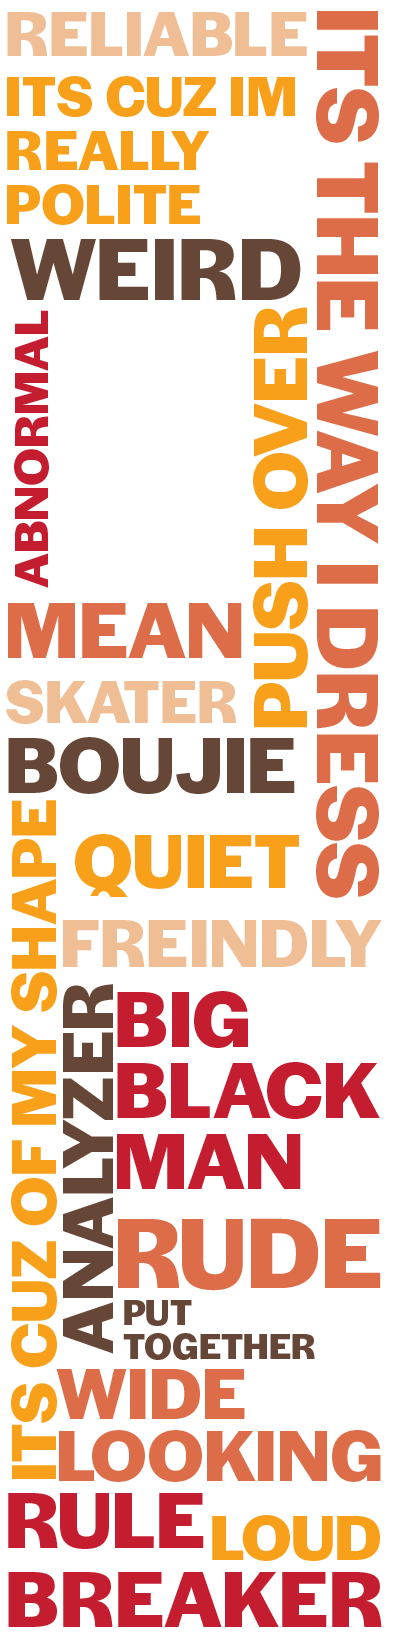 RELIABLE
ITS THE WAY I DRESS
ITS CUZ IM
REALLY
POLITE
WEIRD
ABNORMAL
PUSH OVER
MEAN
SKATER
BOUJIE
ITS CUZ OF MY SHAPE
QUIET
FREINDLY
ANALYZER
BIG
BLACK
MAN
RUDE
PUT
TOGETHER
WIDE
LOOKING
RULE
LOUD
BREAKER